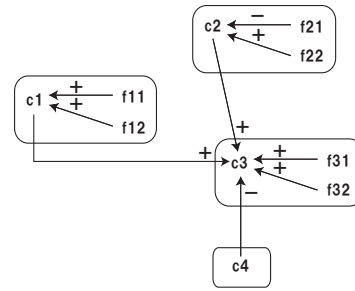 c2 − f21
+ f22
c1 + f11
+ f12
+
+ c3 + f31
+ f32
−
c4